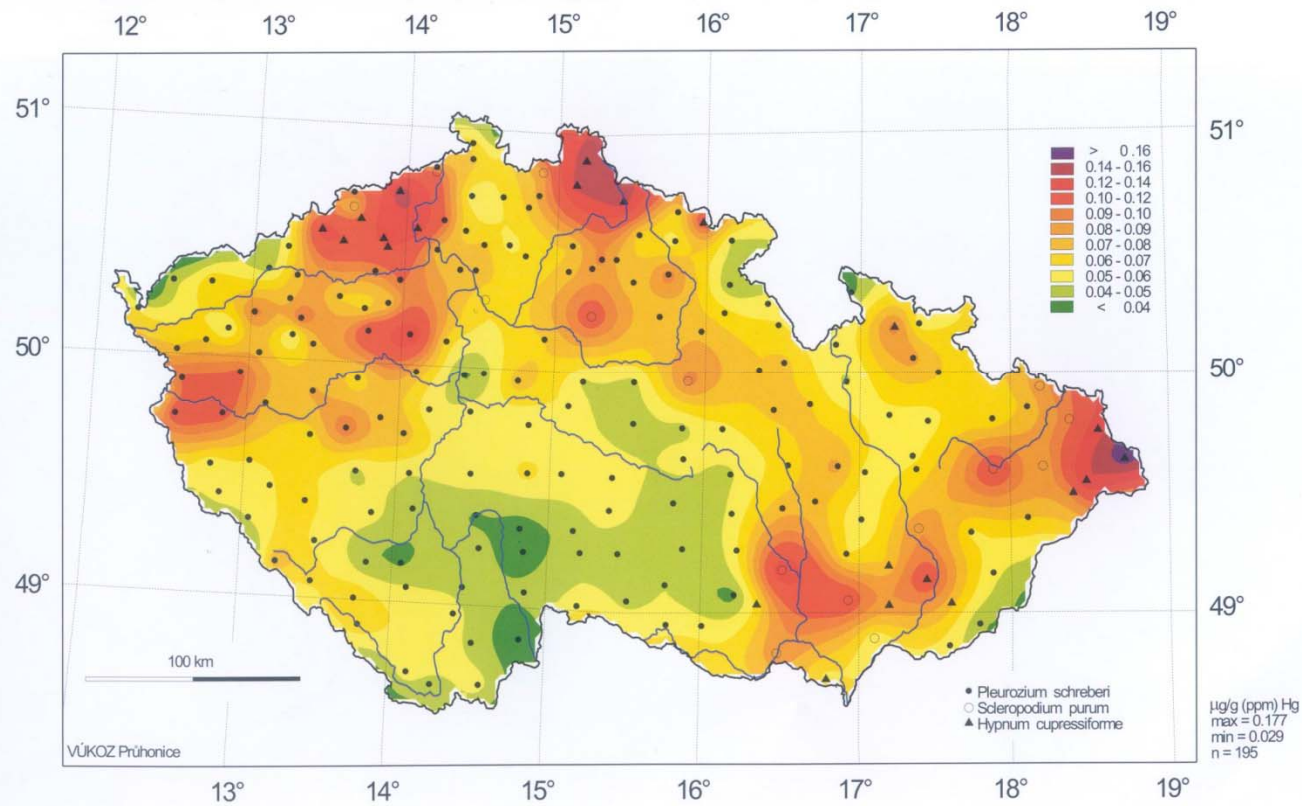 12° 13° 14° 15° 16° 17° 18° 19°
51° 51°
> 0.16
0.14 - 0.16
0.12 - 0.14
0.10 - 0.12
0.09 - 0.10
0.08 - 0.09
0.07 - 0.08
0.06 - 0.07
0.05 - 0.06
0.04 - 0.05
< 0.04
50° 50°
49° 49°
100 km
Pleurozium schreberi
Scleropodium purum
Hypnum cupressiforme
µg/g (ppm) Hg
max = 0.177
min = 0.029
n = 195
VÚKOZ Průhonice
13° 14° 15° 16° 17° 18° 19°